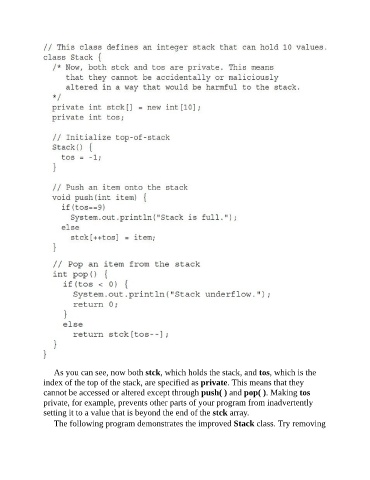 // This class defines an integer stack that can hold 10 values.
class Stack {
/* Now, both stck and tos are private. This means
that they cannot be accidentally or maliciously
altered in a way that would be harmful to the stack.
*/
private int stck[] = new int[10];
private int tos;
// Initialize top-of-stack
Stack() {
tos = -1;
}
// Push an item onto the stack
void push(int item) {
if(tos==9)
System.out.println("Stack is full.");
else
stck[++tos] = item;
}
// Pop an item from the stack
int pop() {
if(tos < 0) {
System.out.println("Stack underflow.");
return 0;
}
else
return stck[tos--];
}
}
As you can see, now both stck, which holds the stack, and tos, which is the
index of the top of the stack, are specified as private. This means that they
cannot be accessed or altered except through push( ) and pop( ). Making tos
private, for example, prevents other parts of your program from inadvertently
setting it to a value that is beyond the end of the stck array.
The following program demonstrates the improved Stack class. Try removing